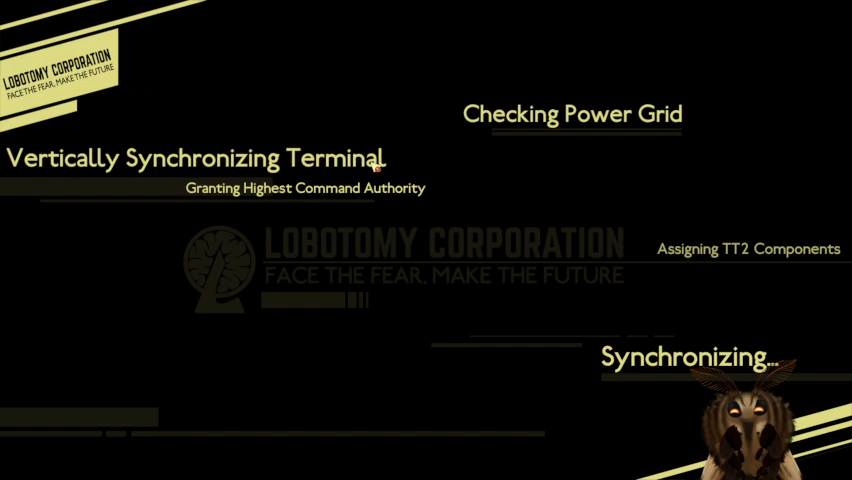 LOBOTOMY CORPORATION
FACE THE FEAR, MAKE THE FUTURE
Checking Power Grid
Vertically Synchronizing Terminal
Granting Highest Command Authority
LOBOTOMY CORPORATION
FACE THE FEAR. MAKE THE FUTURE
Assigning TT2 Components
Synchronizing...